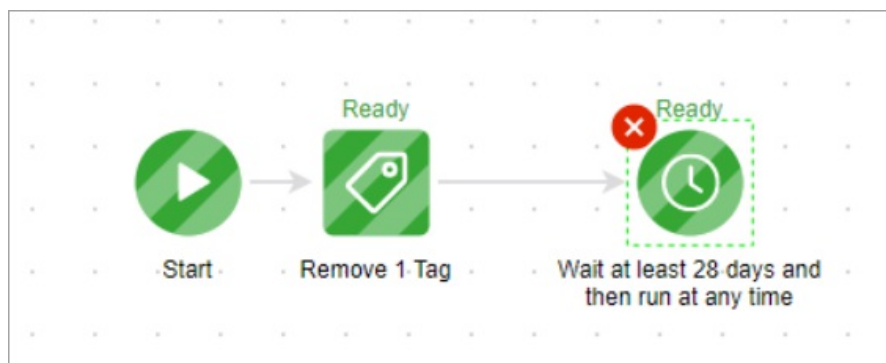 Ready
Ready
Start
Remove 1 Tag
Wait at least 28 days and
then run at any time